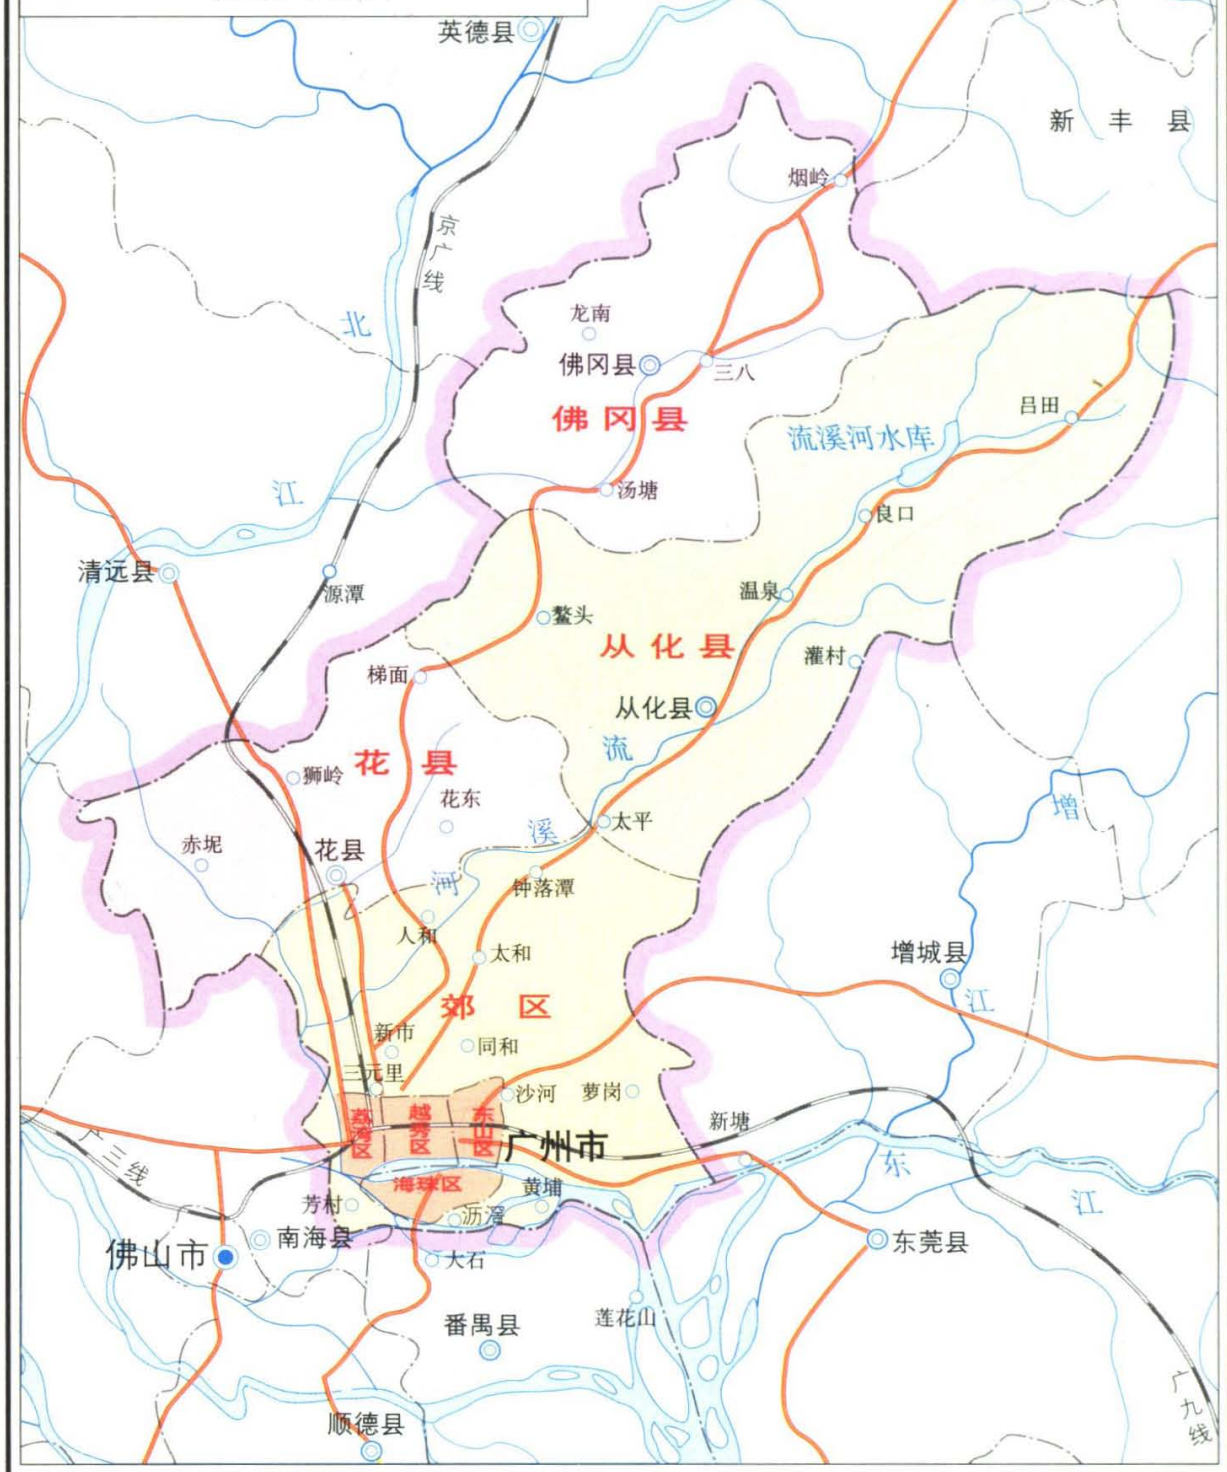 英德县
新丰县
烟岭
京广线
北
龙南
佛冈县
三八
佛冈县
吕田
流溪河水库
江
汤塘
良口
清远县
源潭
温泉
鳌头
从化县
灌村
梯面
从化县
流
花县
狮岭
花东
增
溪
太平
赤坭
花县
河
钟落潭
人和
太和
增城县
江
郊区
新市
同和
三元里
沙河
萝岗
荔湾区
越秀区
东山区
新塘
广州市
广三线
东
海珠区
黄埔
江
芳村
沥滘
南海县
东莞县
佛山市
大石
莲花山
番禺县
顺德县
广九线